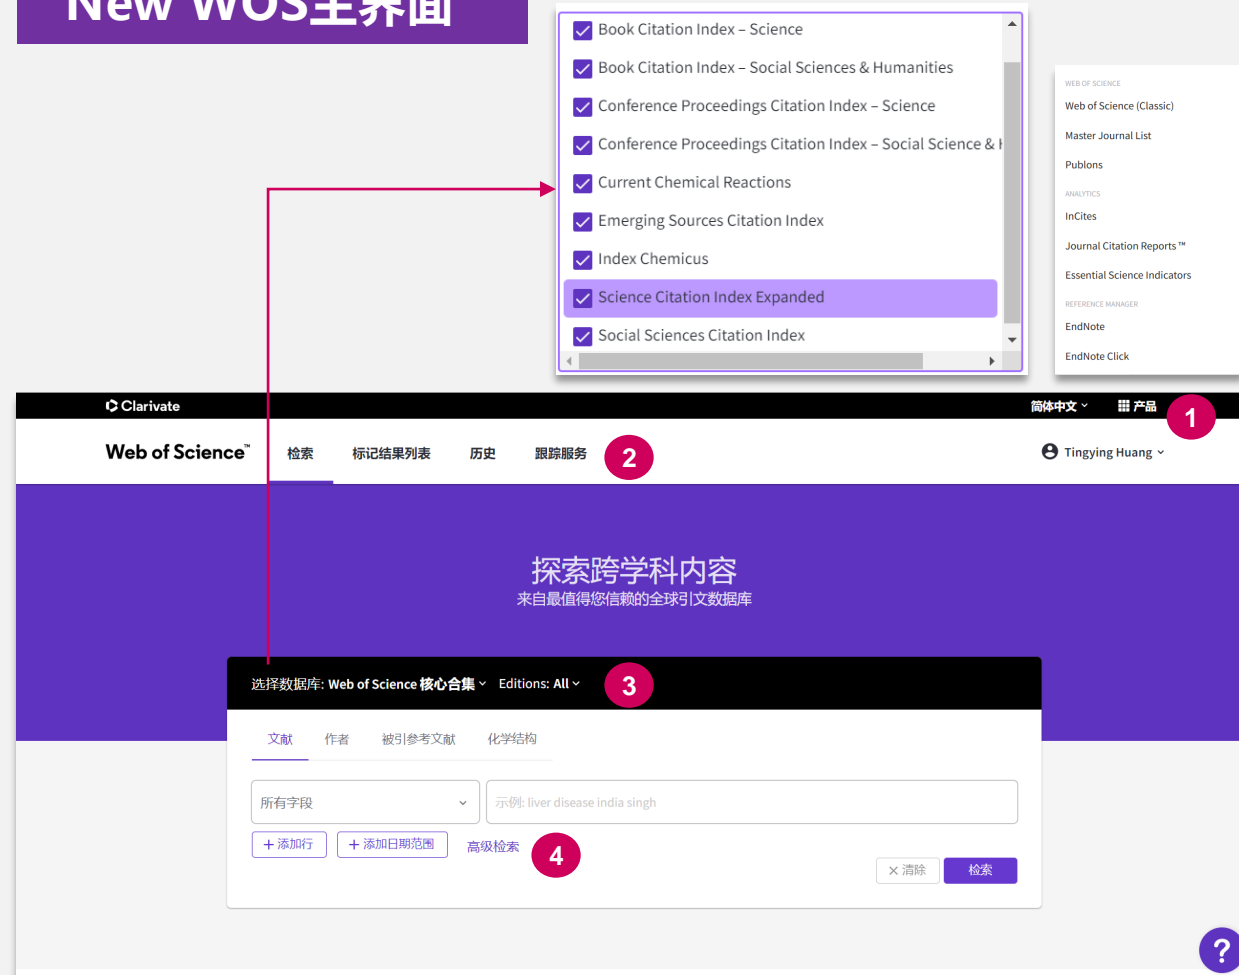 New WOS主界面
Book Citation Index – Science
Book Citation Index – Social Sciences & Humanities
Conference Proceedings Citation Index – Science
Conference Proceedings Citation Index – Social Science &
Current Chemical Reactions
Emerging Sources Citation Index
Index Chemicus
Science Citation Index Expanded
Social Sciences Citation Index
WEB OF SCIENCE
Web of Science (Classic)
Master Journal List
Publons
ANALYTICS
InCites
Journal Citation Reports ™
Essential Science Indicators
REFERENCE MANAGER
EndNote
EndNote Click
Clarivate 简体中文 产品 1
Web of Science™ 检索 标记结果列表 历史 跟踪服务 2 Tingying Huang
探索跨学科内容
来自最值得您信赖的全球引文数据库
选择数据库: Web of Science 核心合集 Editions: All 3
文献 作者 被引参考文献 化学结构
所有字段 示例: liver disease india singh
+ 添加行 + 添加日期范围 高级检索 4
× 清除 检索
?